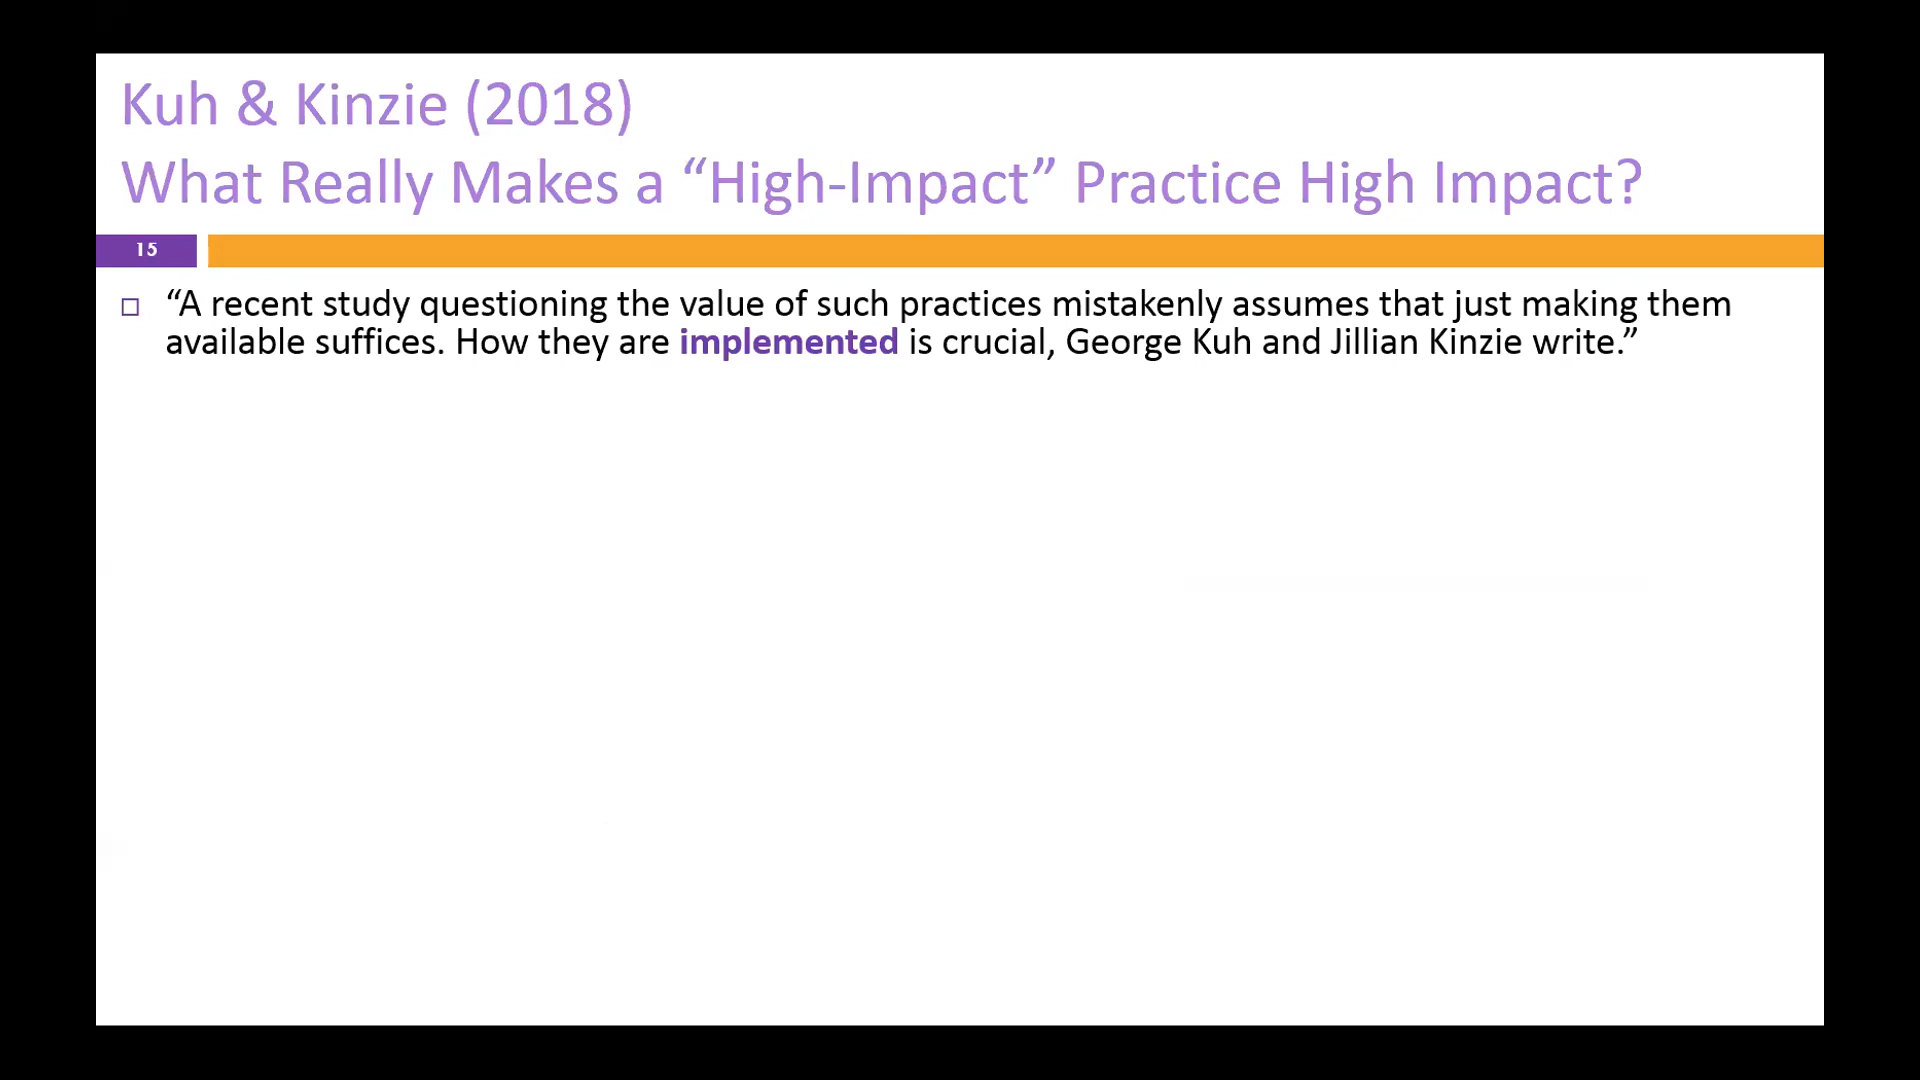 Kuh & Kinzie (2018)
What Really Makes a “High-Impact” Practice High Impact?
15
“A recent study questioning the value of such practices mistakenly assumes that just making them
available suffices. How they are implemented is crucial, George Kuh and Jillian Kinzie write.”